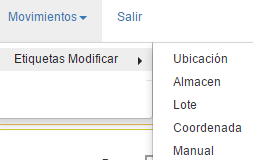 Movimientos Salir
Etiquetas Modificar
Ubicación
Almacen
Lote
Coordenada
Manual